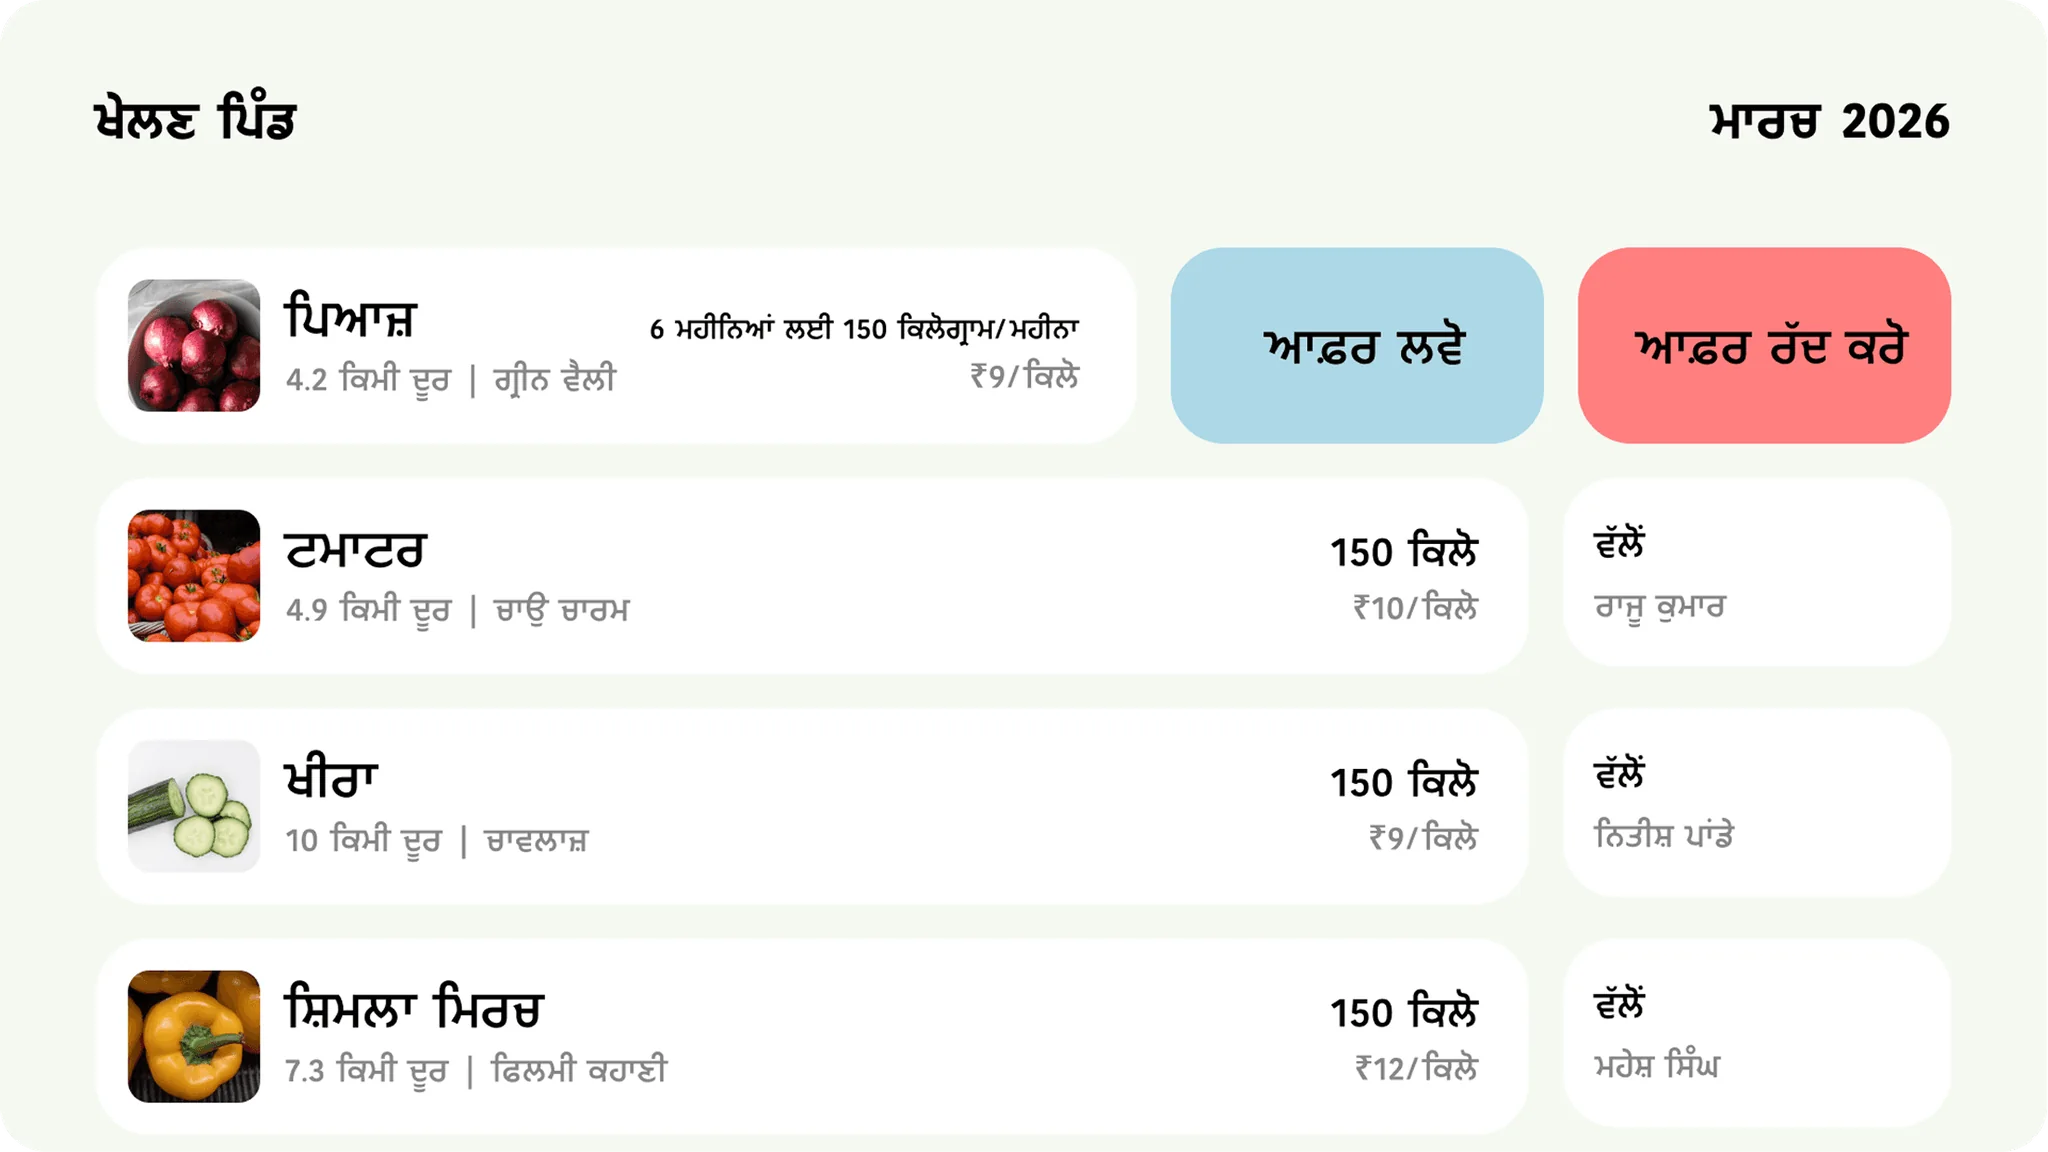 ਖੇਲਣ ਪਿੰਡ
ਮਾਰਚ 2026
ਪਿਆਜ਼
4.2 ਕਿਮੀ ਦੂਰ | ਗ੍ਰੀਨ ਵੈਲੀ
6 ਮਹੀਨਿਆਂ ਲਈ 150 ਕਿਲੋਗ੍ਰਾਮ/ਮਹੀਨਾ
₹9/ਕਿਲੋ
ਆਫ਼ਰ ਲਵੋ
ਆਫ਼ਰ ਰੱਦ ਕਰੋ
ਟਮਾਟਰ
4.9 ਕਿਮੀ ਦੂਰ | ਚਾਉ ਚਾਰਮ
150 ਕਿਲੋ
₹10/ਕਿਲੋ
ਵੱਲੋਂ
ਰਾਜੂ ਕੁਮਾਰ
ਖੀਰਾ
10 ਕਿਮੀ ਦੂਰ | ਚਾਵਲਾਜ਼
150 ਕਿਲੋ
₹9/ਕਿਲੋ
ਵੱਲੋਂ
ਨਿਤੀਸ਼ ਪਾਂਡੇ
ਸ਼ਿਮਲਾ ਮਿਰਚ
7.3 ਕਿਮੀ ਦੂਰ | ਫਿਲਮੀ ਕਹਾਣੀ
150 ਕਿਲੋ
₹12/ਕਿਲੋ
ਵੱਲੋਂ
ਮਹੇਸ਼ ਸਿੰਘ